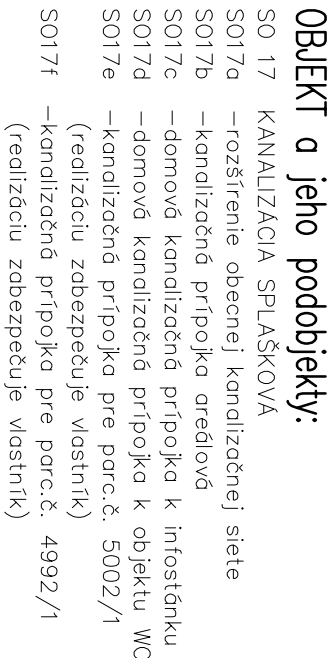 OBJEKT a jeho podobjekty:
SO 17 KANALIZÁCIA SPLAŠKOVÁ
SO17a -rozšírenie obecnej kanalizačnej siete
SO17b -kanalizačná prípojka areálová
SO17c -domová kanalizačná prípojka k infostánku
SO17d -domová kanalizačná prípojka k objektu WC
SO17e -kanalizačná prípojka pre parc.č. 5002/1
(realizáciu zabezpečuje vlastník)
SO17f -kanalizačná prípojka pre parc.č. 4992/1
(realizáciu zabezpečuje vlastník)